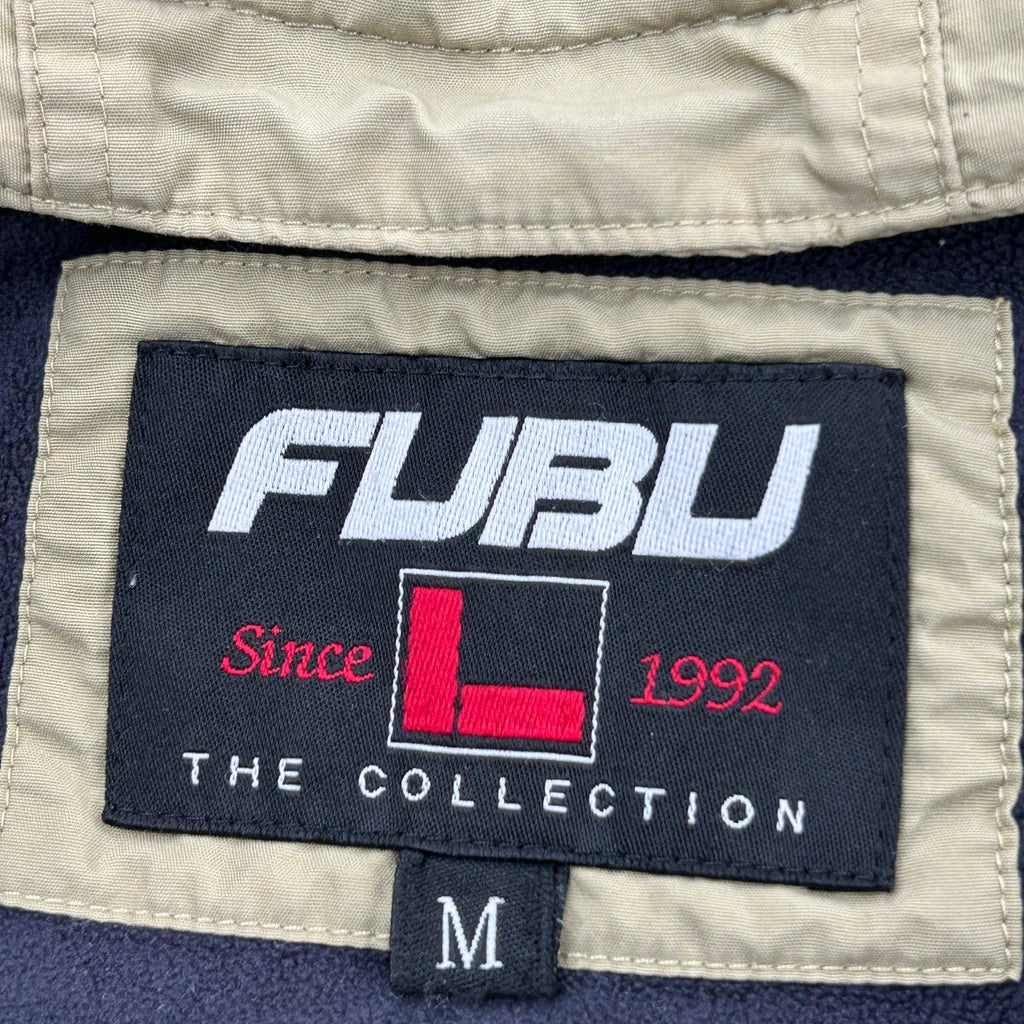 FUBU
Since L 1992
THE COLLECTION
M